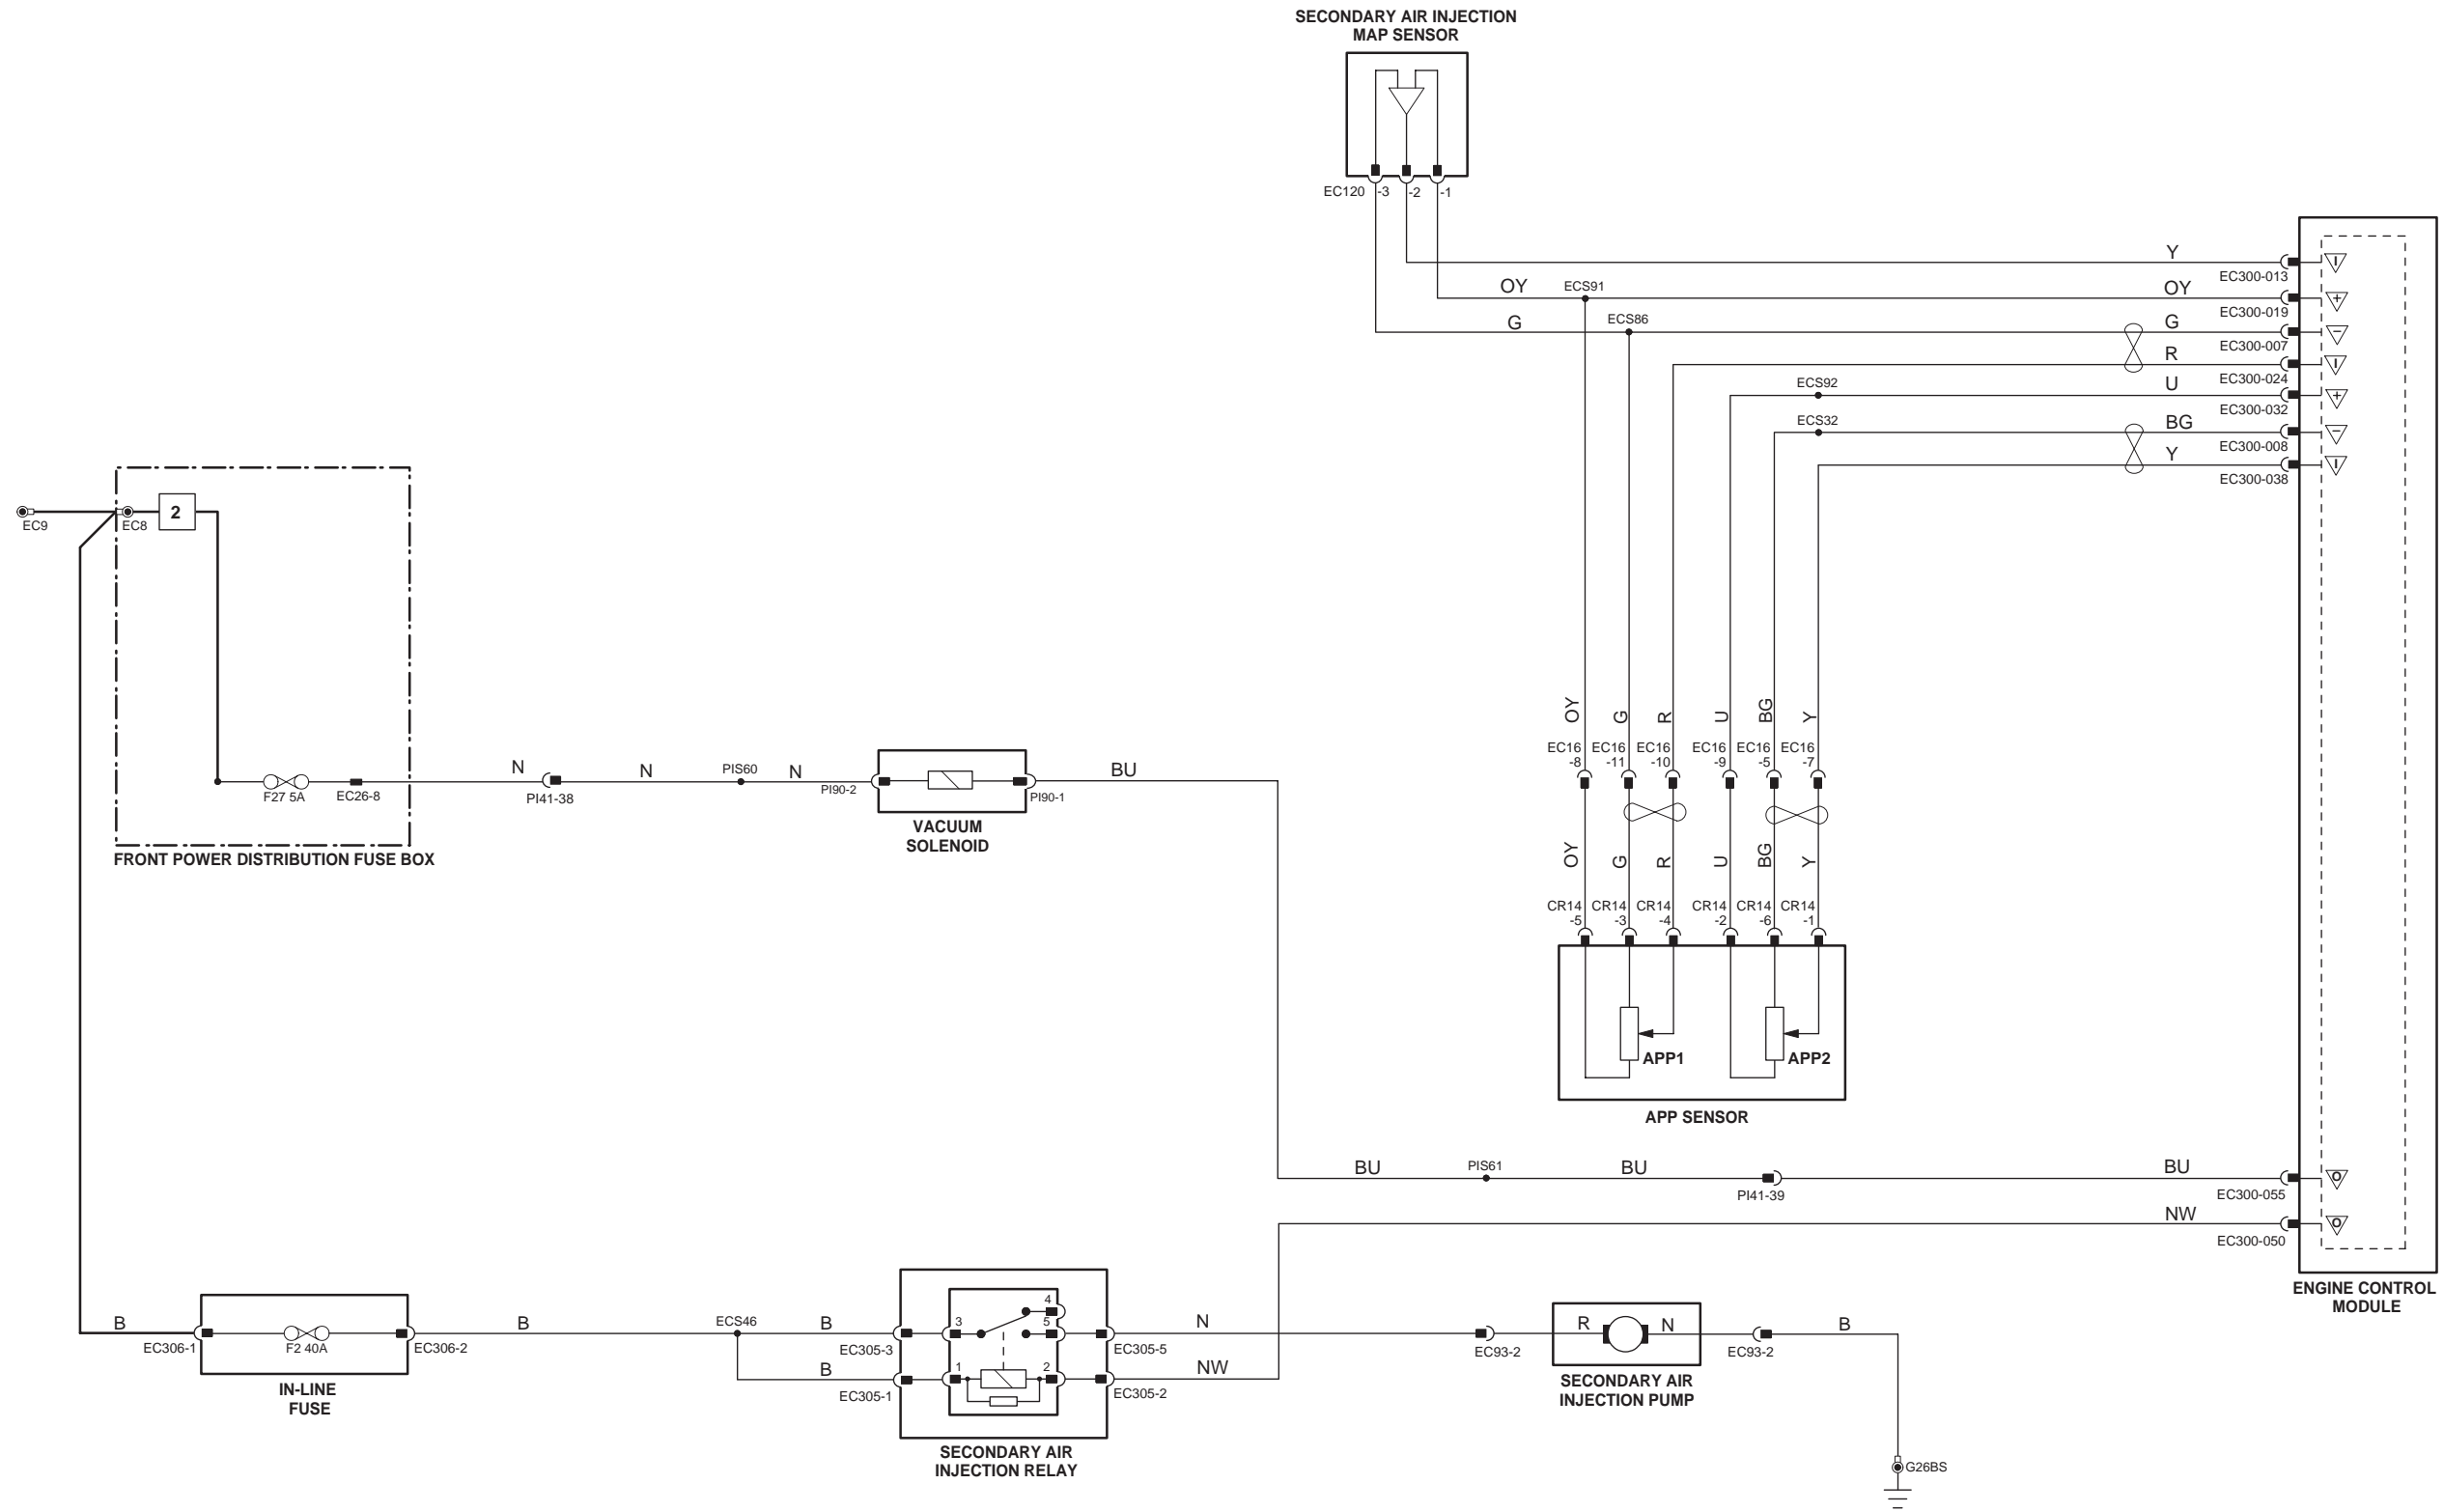 SECONDARY AIR INJECTION
MAP SENSOR
EC120 -3 -2 -1
Y
EC300-013
I
OY
ECS91
OY
EC300-019
+
G
ECS86
G
EC300-007
−
R
EC300-024
I
ECS92
U
EC300-032
+
ECS32
BG
EC300-008
−
Y
EC300-038
I
EC9
EC8
2
F27 5A
EC26-8
FRONT POWER DISTRIBUTION FUSE BOX
N
PI41-38
N
PIS60
N
PI90-2
PI90-1
VACUUM
SOLENOID
BU
OY G R U BG Y
EC16 EC16 EC16 EC16 EC16 EC16
-8 -11 -10 -9 -5 -7
OY G R U BG Y
CR14 CR14 CR14 CR14 CR14 CR14
-5 -3 -4 -2 -6 -1
APP1
APP2
APP SENSOR
BU
PIS61
BU
PI41-39
BU
EC300-055
O
NW
EC300-050
O
ENGINE CONTROL
MODULE
B
EC306-1
F2 40A
EC306-2
IN-LINE
FUSE
B
ECS46
B
EC305-3
B
EC305-1
3
4
5
1
2
EC305-5
EC305-2
SECONDARY AIR
INJECTION RELAY
N
NW
EC93-2
R
N
EC93-2
SECONDARY AIR
INJECTION PUMP
B
G26BS